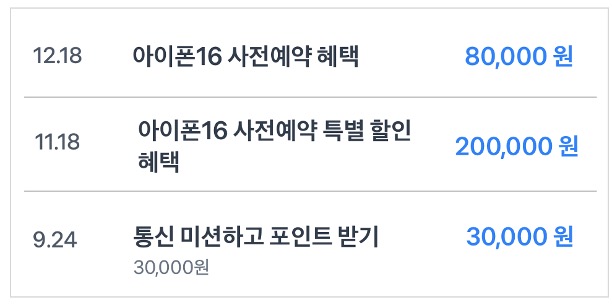 12.18 아이폰16 사전예약 혜택 80,000 원
11.18 아이폰16 사전예약 특별 할인 200,000 원
혜택
9.24 통신 미션하고 포인트 받기 30,000 원
30,000원